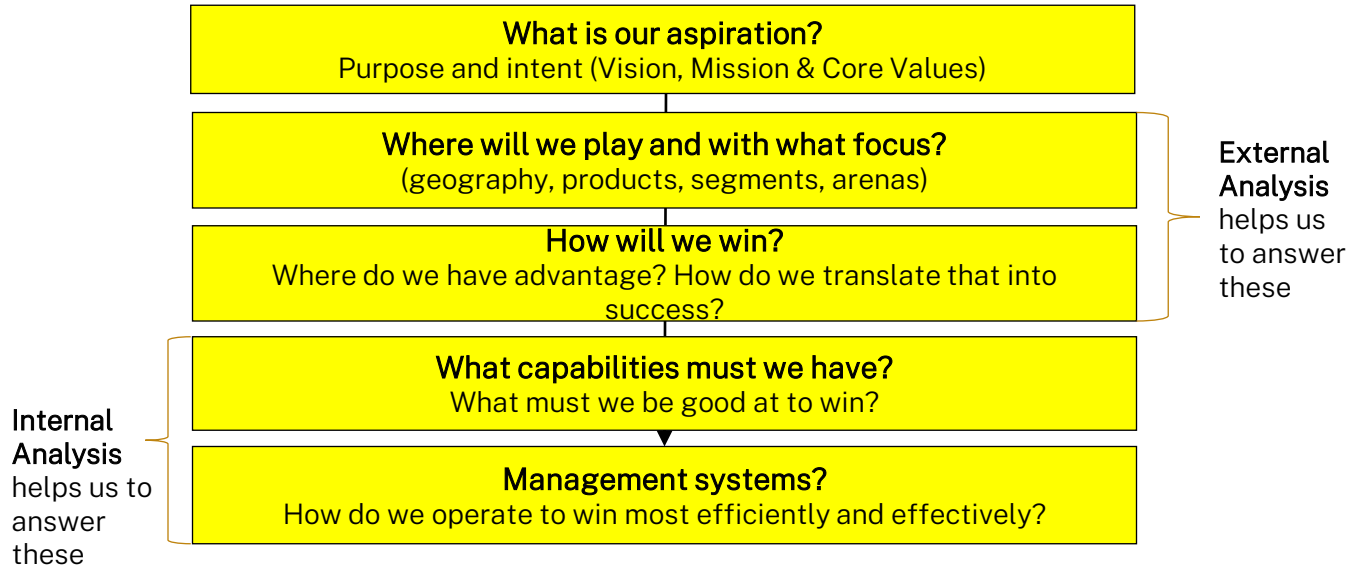 What is our aspiration?
Purpose and intent (Vision, Mission & Core Values)
Where will we play and with what focus?
(geography, products, segments, arenas)
External
Analysis
helps us
to answer
these
How will we win?
Where do we have advantage? How do we translate that into
success?
What capabilities must we have?
What must we be good at to win?
Internal
Analysis
helps us to
answer
these
Management systems?
How do we operate to win most efficiently and effectively?